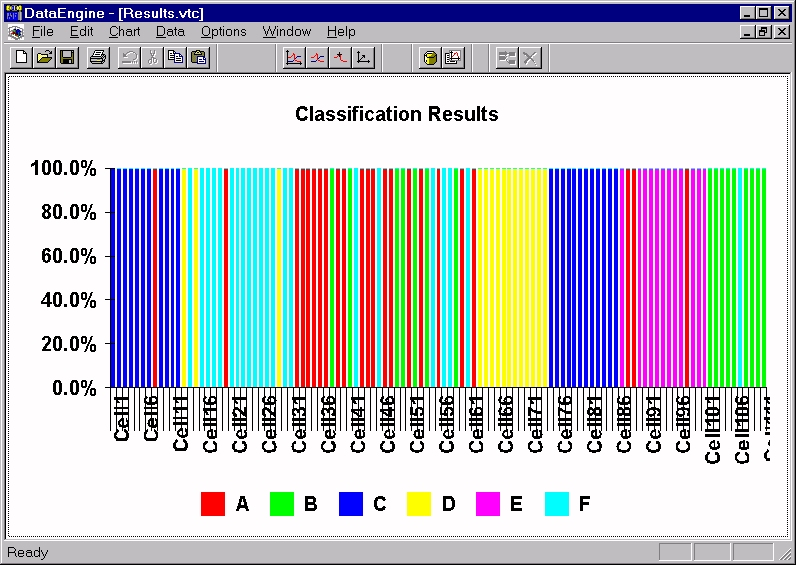 DataEngine - [Results.vtc]
File Edit Chart Data Options Window Help
Classification Results
100.0%
80.0%
60.0%
40.0%
20.0%
0.0%
Cell1 Cell6 Cell11 Cell16 Cell21 Cell26 Cell31 Cell36 Cell41 Cell46 Cell51 Cell56 Cell61 Cell66 Cell71 Cell76 Cell81 Cell86 Cell91 Cell96 Cell101 Cell106
A B C D E F
Ready